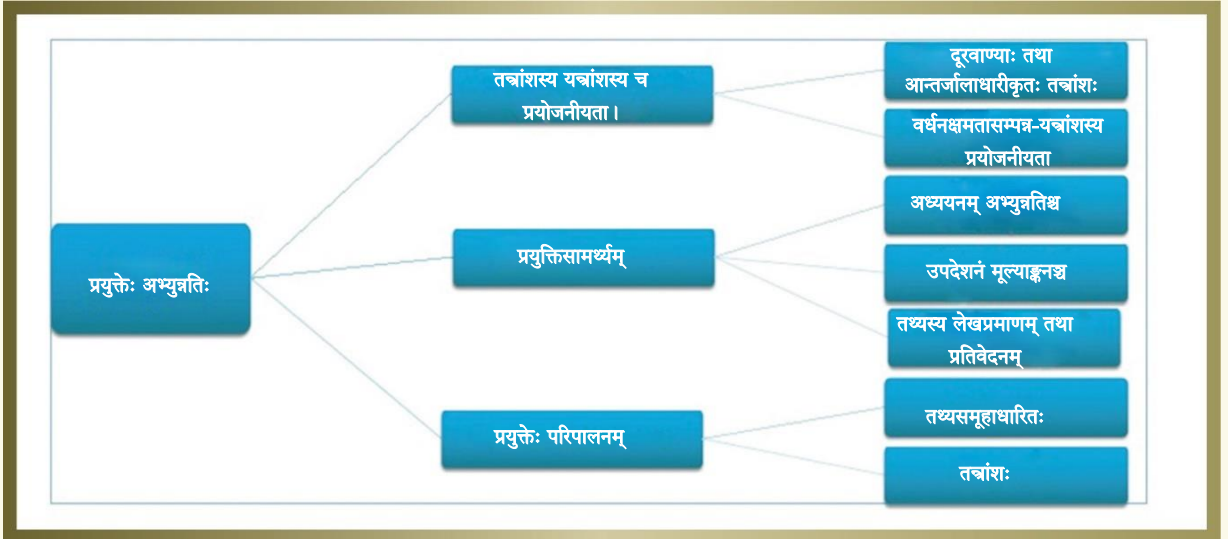 प्रयुक्तेः अभ्युन्नतिः
तन्त्रांशस्य यन्त्रांशस्य च
प्रयोजनीयता।
दूरवाण्याः तथा
आन्तर्जालाधारीकृतः तन्त्रांशः
वर्धनक्षमतासम्पन्न-यन्त्रांशस्य
प्रयोजनीयता
प्रयुक्तिसामर्थ्यम्
अध्ययनम् अभ्युन्नतिश्च
उपदेशनं मूल्याङ्कनञ्च
तथ्यस्य लेखप्रमाणम् तथा
प्रतिवेदनम्
प्रयुक्तेः परिपालनम्
तथ्यसमूहाधारितः
तन्त्रांशः